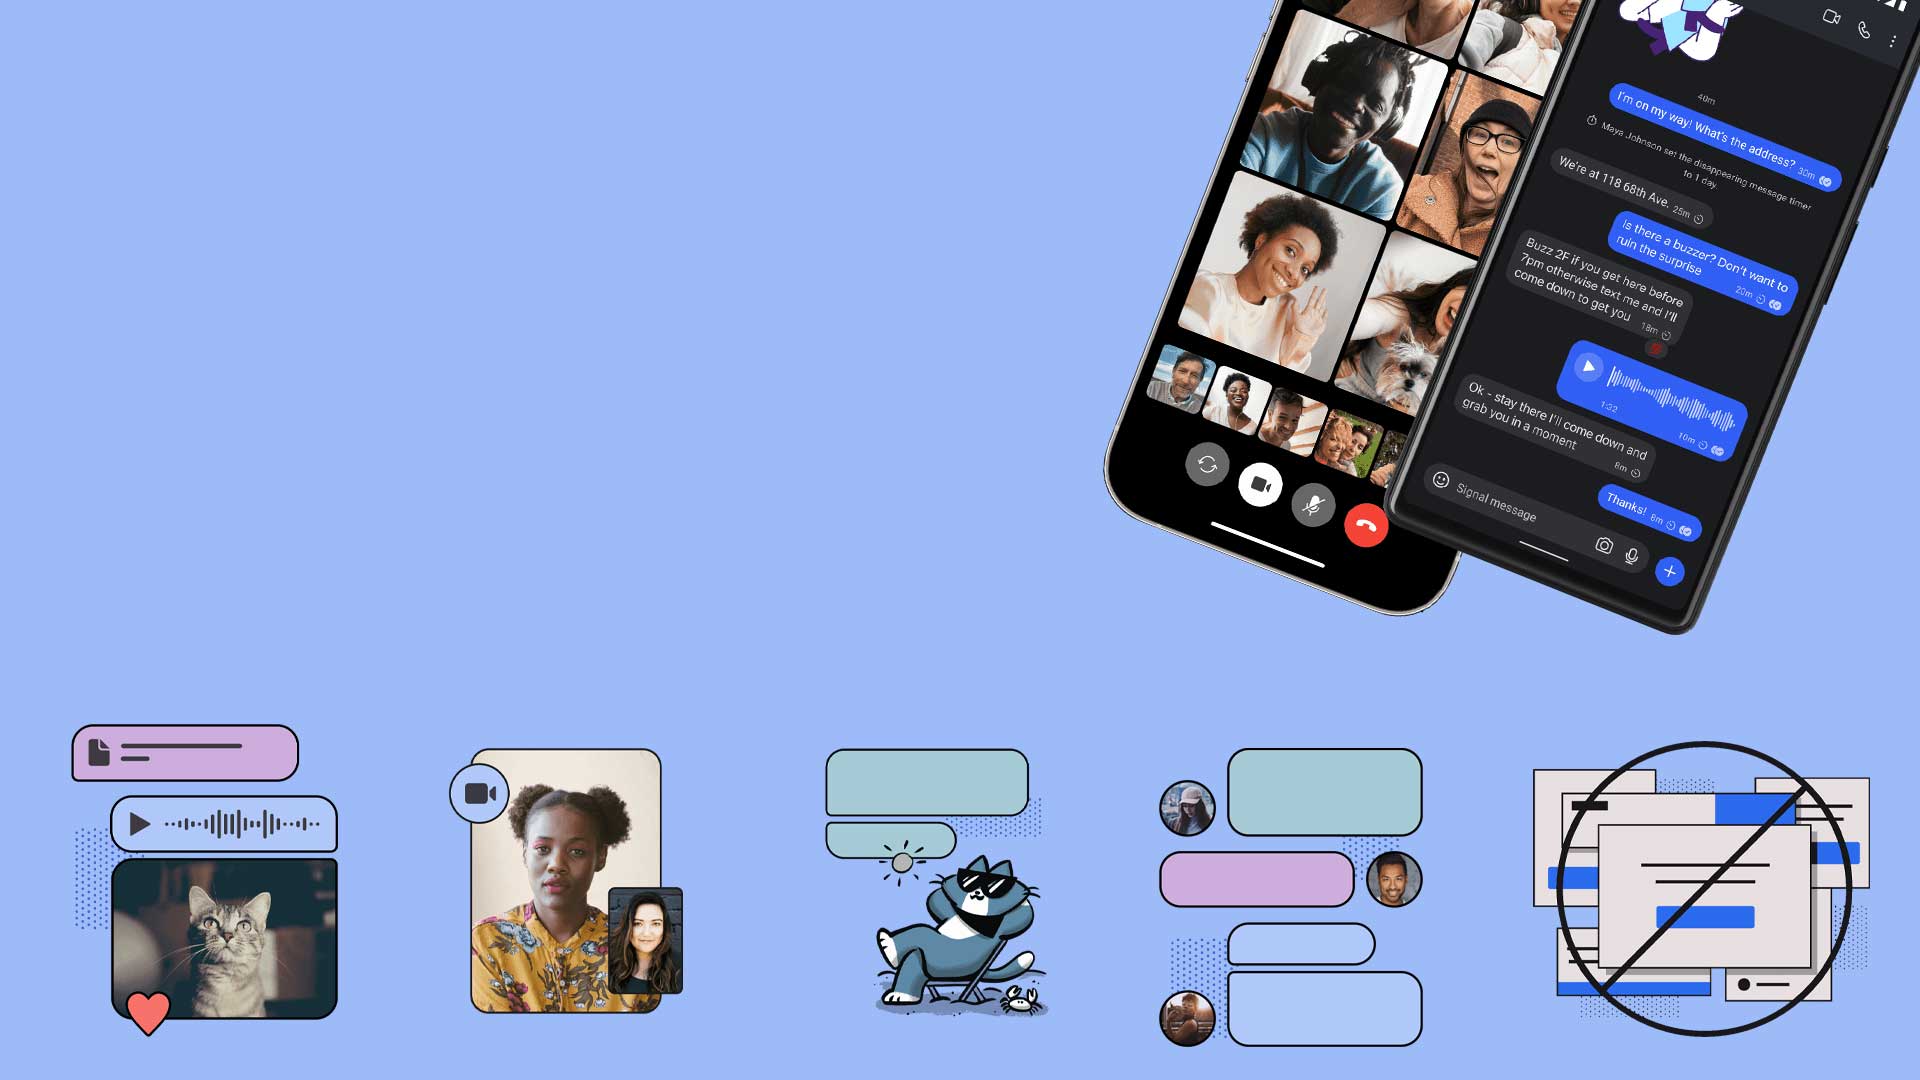 40m
I'm on my way! What's the address? 30m
Maya Johnson set the disappearing message timer
to 1 day.
We're at 118 68th Ave. 25m
Is there a buzzer? Don't want to
ruin the surprise
20m
Buzz 2F if you get here before
7pm otherwise text me and I'll
come down to get you
18m
1:32
10m
Ok - stay there I'll come down and
grab you in a moment
8m
Thanks! 8m
Signal message